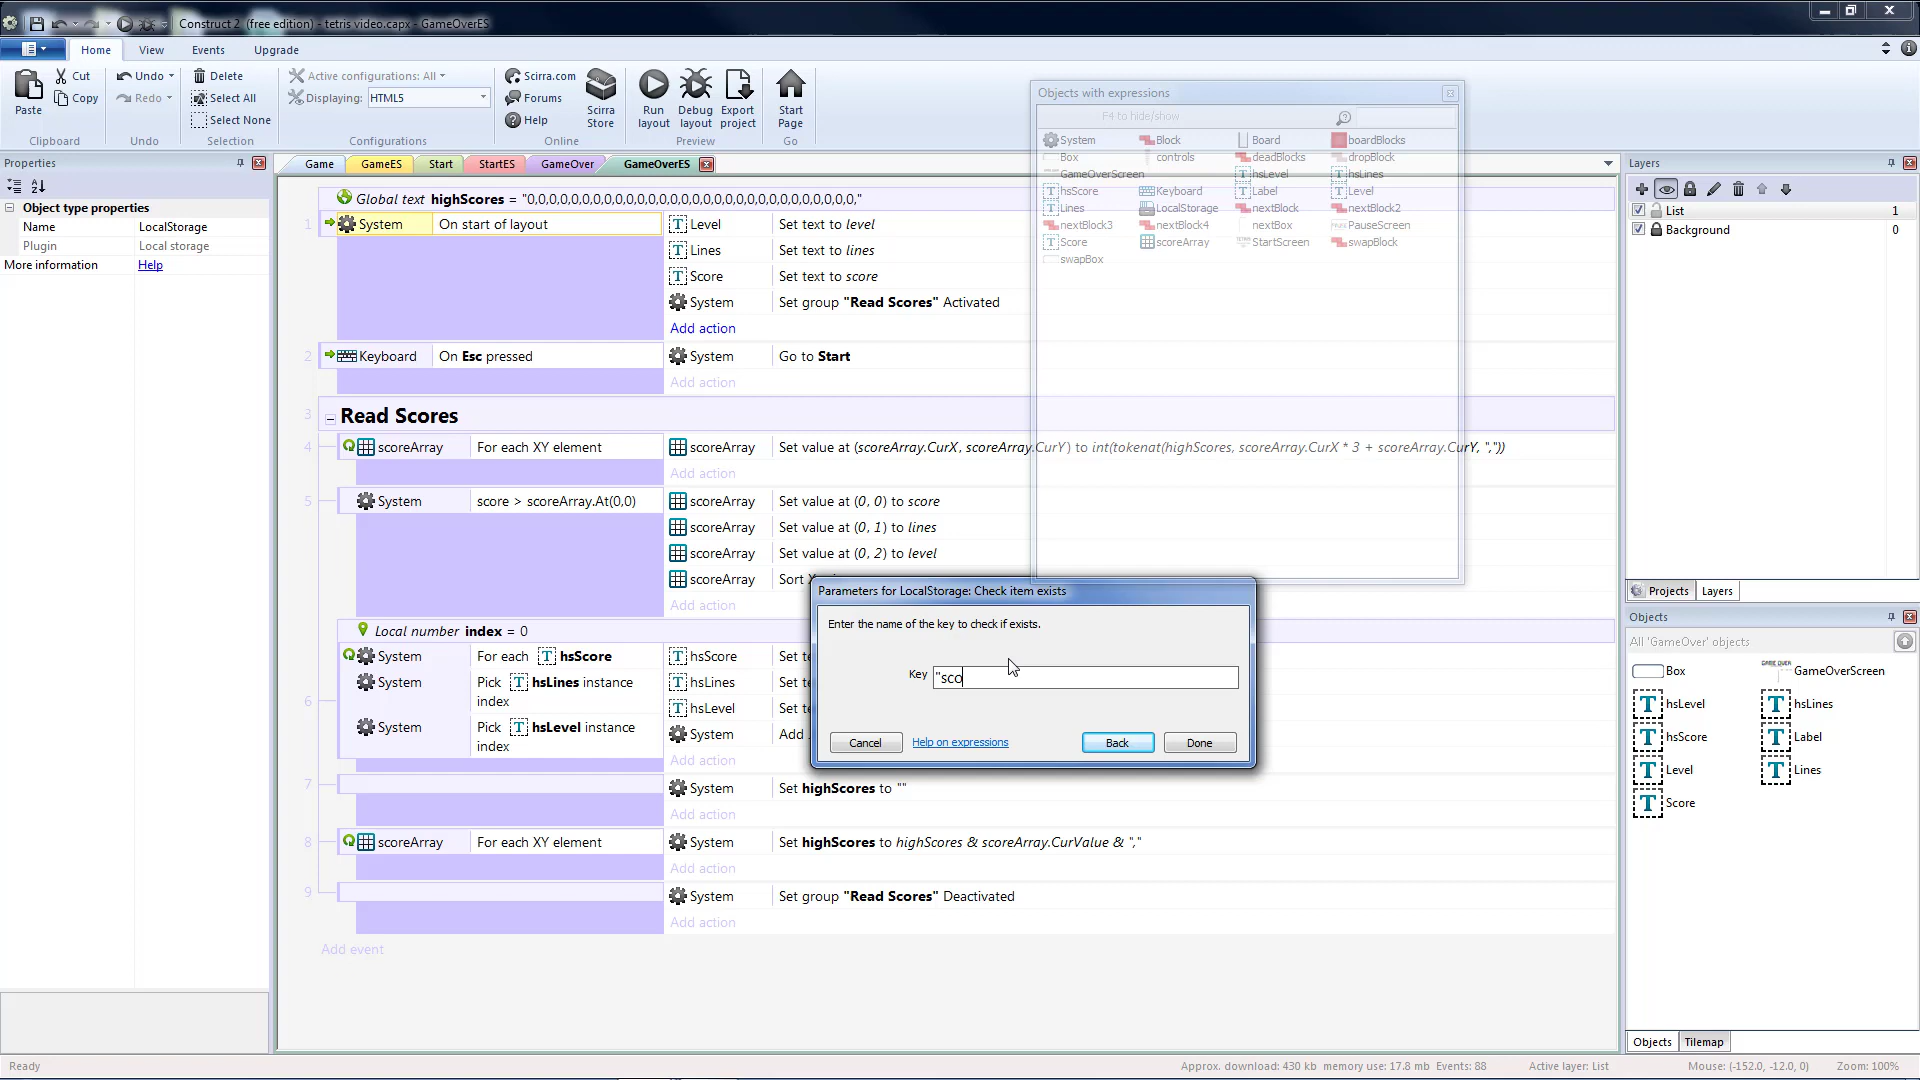 Construct 2 (free edition) - tetris video.capx - GameOverES
Home View Events Upgrade
Paste Cut Copy Clipboard
Undo Redo Undo
Delete Select All Select None Selection
Active configurations: All
Displaying: HTML5
Configurations
Scirra.com Forums Help Scirra Store Online
Run layout Debug layout Export project Preview
Start Page Go
Properties
Object type properties
Name LocalStorage
Plugin Local storage
More information Help
Game GameES Start StartES GameOver GameOverES
Global text highScores = "0,0,0,0,0,0,0,0,0,0,0,0,0,0,0,0,0,0,0,0,0,0,0,0,0,0,0,0,0,0,"
1 System On start of layout
Level Set text to level
Lines Set text to lines
Score Set text to score
System Set group "Read Scores" Activated
Add action
2 Keyboard On Esc pressed System Go to Start
Add action
3 Read Scores
4 scoreArray For each XY element scoreArray Set value at (scoreArray.CurX, scoreArray.CurY) to int(tokenat(highScores, scoreArray.CurX * 3 + scoreArray.CurY, ","))
Add action
5 System score > scoreArray.At(0,0) scoreArray Set value at (0, 0) to score
scoreArray Set value at (0, 1) to lines
scoreArray Set value at (0, 2) to level
scoreArray Sort
Add action
Local number index = 0
6 System For each hsScore hsScore Set te
System Pick hsLines instance index hsLines Set te
hsLevel Set te
System Pick hsLevel instance index System Add
Add action
7 System Set highScores to ""
Add action
8 scoreArray For each XY element System Set highScores to highScores & scoreArray.CurValue & ","
Add action
9 System Set group "Read Scores" Deactivated
Add action
Add event
Objects with expressions
F4 to hide/show
System Block Board boardBlocks
Box controls deadBlocks dropBlock
GameOverScreen hsLevel hsLines
hsScore Keyboard Label Level
Lines LocalStorage nextBlock nextBlock2
nextBlock3 nextBlock4 nextBox PauseScreen
Score scoreArray StartScreen swapBlock
swapBox
Parameters for LocalStorage: Check item exists
Enter the name of the key to check if exists.
Key "sco
Cancel Help on expressions Back Done
Layers
List 1
Background 0
Projects Layers
Objects
All 'GameOver' objects
Box GameOverScreen
hsLevel hsLines
hsScore Label
Level Lines
Score
Objects Tilemap
Ready
Approx. download: 430 kb memory use: 17.8 mb Events: 88 Active layer: List Mouse: (-152.0, -12.0, 0) Zoom: 100%